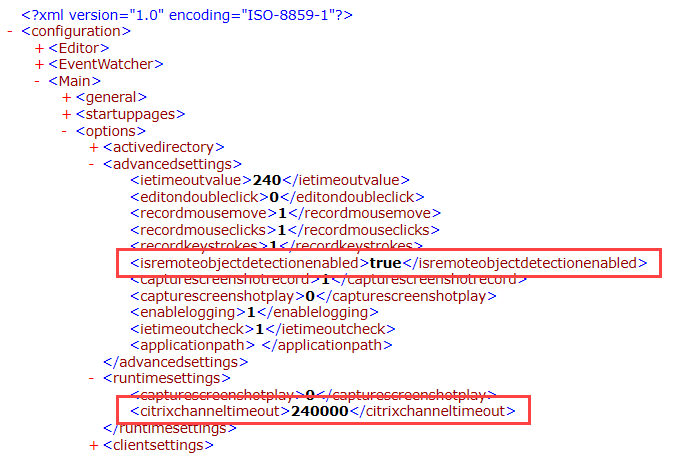 <?xml version="1.0" encoding="ISO-8859-1"?>
- <configuration>
+ <Editor>
+ <EventWatcher>
- <Main>
+ <general>
+ <startuppages>
- <options>
+ <activedirectory>
- <advancedsettings>
<ietimeoutvalue>240</ietimeoutvalue>
<editondoubleclick>0</editondoubleclick>
<recordmousemove>1</recordmousemove>
<recordmouseclicks>1</recordmouseclicks>
<recordkeystrokes>1</recordkeystrokes>
<isremoteobjectdetectionenabled>true</isremoteobjectdetectionenabled>
<capturescreenshotrecord>1</capturescreenshotrecord>
<capturescreenshotplay>0</capturescreenshotplay>
<enablelogging>1</enablelogging>
<ietimeoutcheck>1</ietimeoutcheck>
<applicationpath> </applicationpath>
</advancedsettings>
- <runtimesettings>
<capturescreenshotplay>0</capturescreenshotplay>
<citrixchanneltimeout>240000</citrixchanneltimeout>
</runtimesettings>
+ <clientsettings>